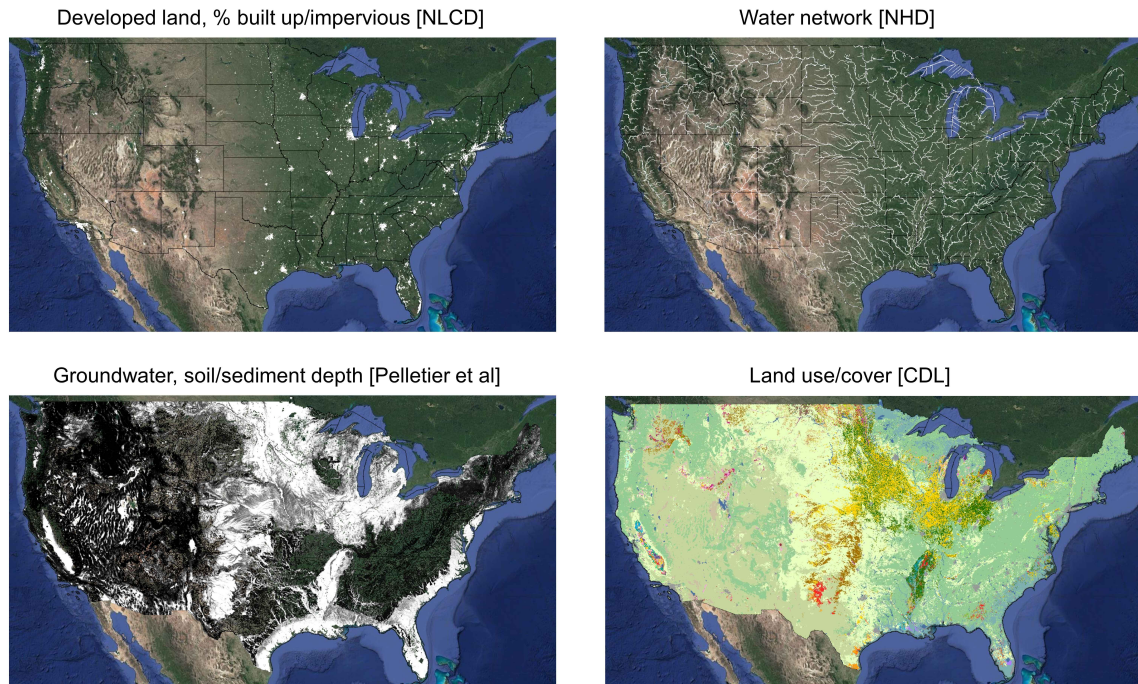 Developed land, % built up/impervious [NLCD]
Water network [NHD]
Groundwater, soil/sediment depth [Pelletier et al]
Land use/cover [CDL]